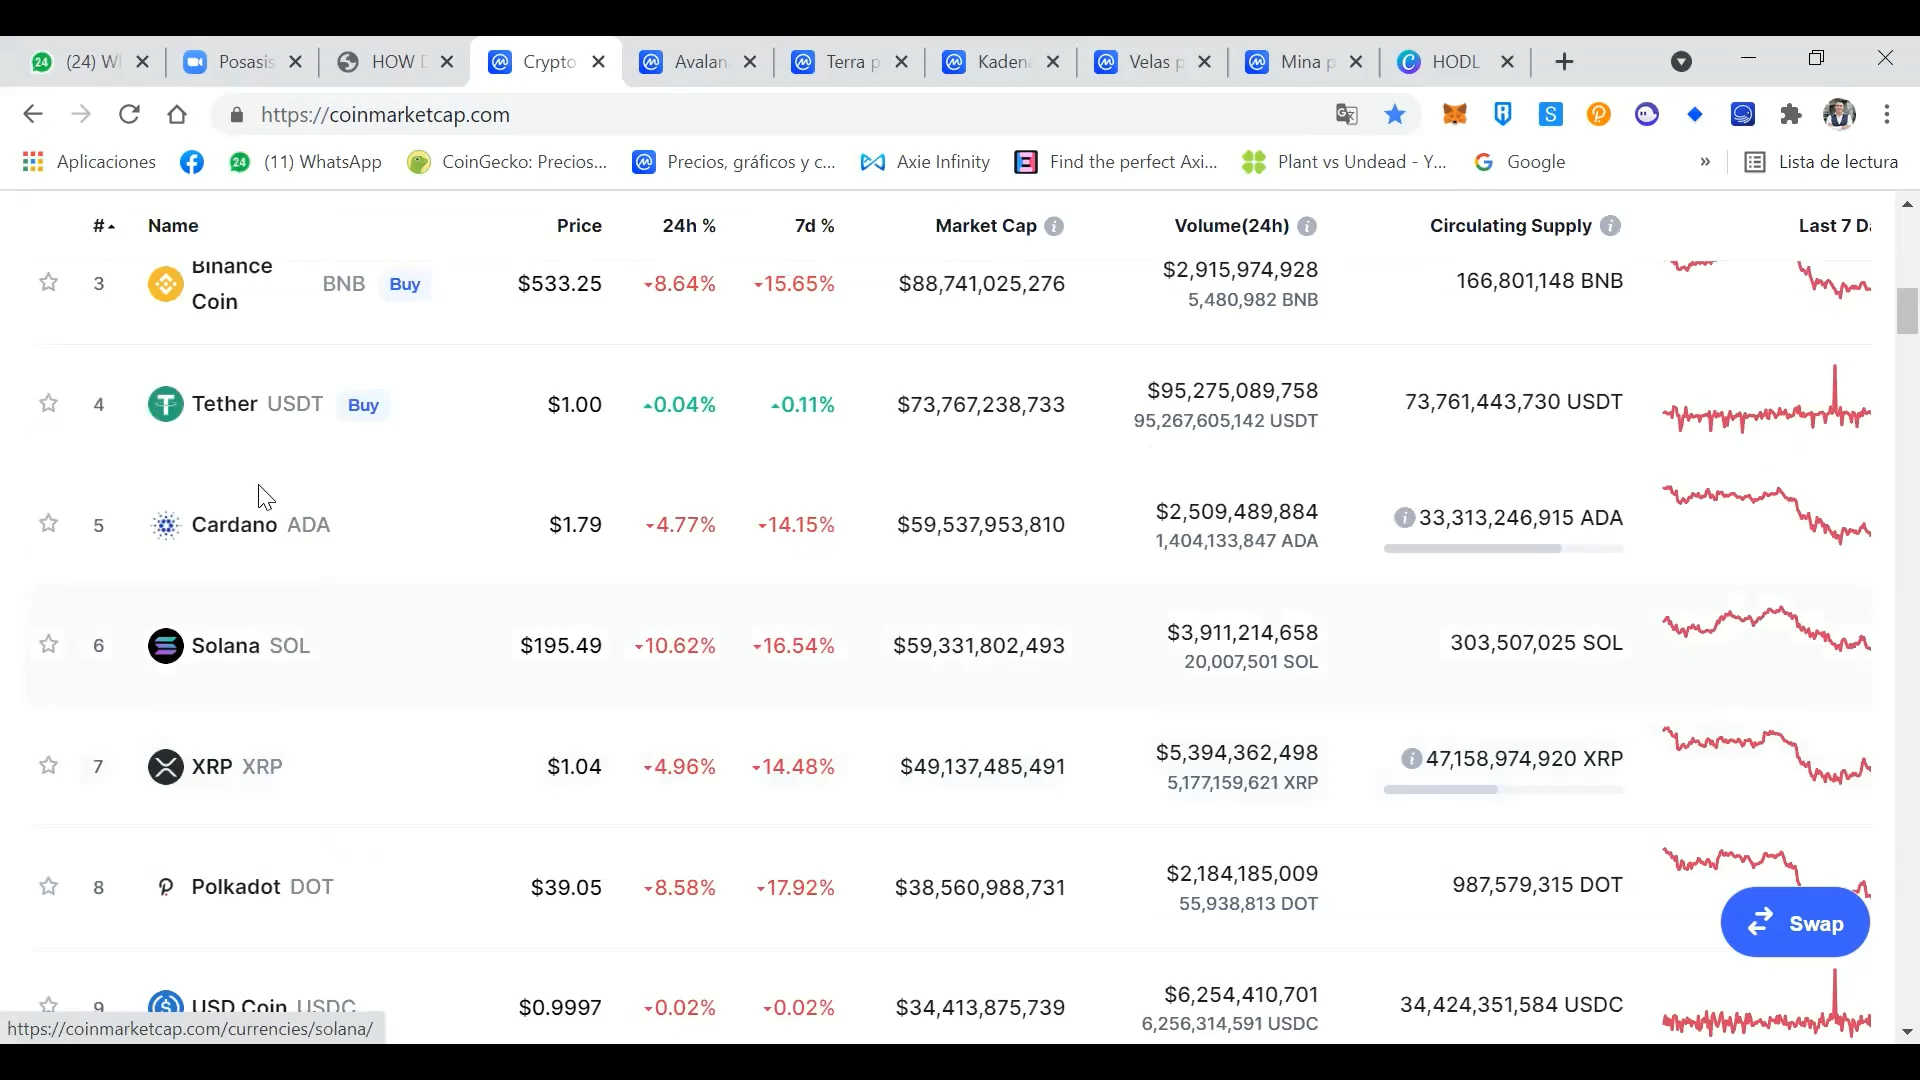 24 (24) W Posasis HOW D Crypto Avalan Terra p Kaden Velas p Mina p HODL
https://coinmarketcap.com
Aplicaciones 24 (11) WhatsApp CoinGecko: Precios... Precios, gráficos y c... Axie Infinity Find the perfect Axi... Plant vs Undead - Y... Google » Lista de lectura
# Name Price 24h % 7d % Market Cap Volume(24h) Circulating Supply Last 7 Da
3 Binance Coin BNB Buy $533.25 8.64% 15.65% $88,741,025,276 $2,915,974,928 166,801,148 BNB
5,480,982 BNB
4 Tether USDT Buy $1.00 0.04% 0.11% $73,767,238,733 $95,275,089,758 73,761,443,730 USDT
95,267,605,142 USDT
5 Cardano ADA $1.79 4.77% 14.15% $59,537,953,810 $2,509,489,884 33,313,246,915 ADA
1,404,133,847 ADA
6 Solana SOL $195.49 10.62% 16.54% $59,331,802,493 $3,911,214,658 303,507,025 SOL
20,007,501 SOL
7 XRP XRP $1.04 4.96% 14.48% $49,137,485,491 $5,394,362,498 47,158,974,920 XRP
5,177,159,621 XRP
8 Polkadot DOT $39.05 8.58% 17.92% $38,560,988,731 $2,184,185,009 987,579,315 DOT
55,938,813 DOT
Swap
9 USD Coin USDC $0.9997 0.02% 0.02% $34,413,875,739 $6,254,410,701 34,424,351,584 USDC
6,256,314,591 USDC
https://coinmarketcap.com/currencies/solana/